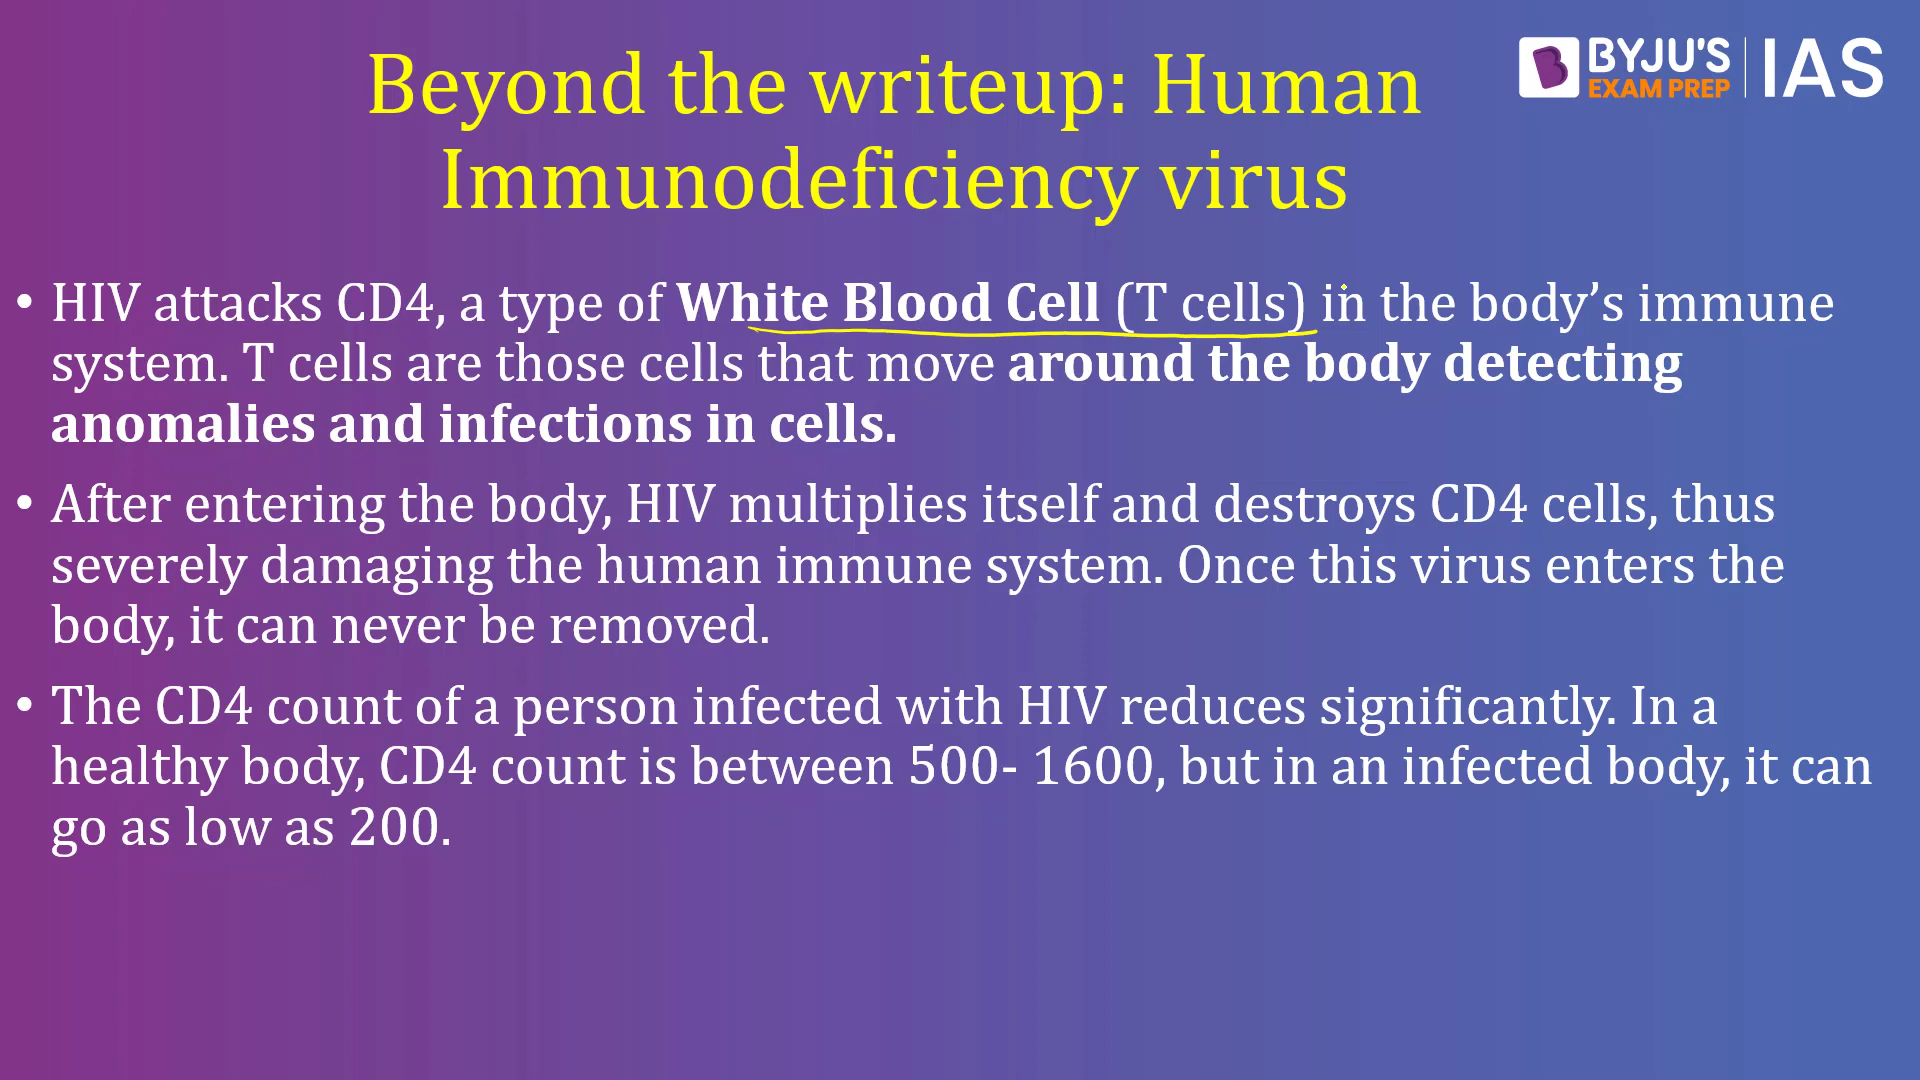 Beyond the writeup: Human
Immunodeficiency virus
BYJU'S
EXAM PREP
IAS
• HIV attacks CD4, a type of White Blood Cell (T cells) in the body’s immune
system. T cells are those cells that move around the body detecting
anomalies and infections in cells.
• After entering the body, HIV multiplies itself and destroys CD4 cells, thus
severely damaging the human immune system. Once this virus enters the
body, it can never be removed.
• The CD4 count of a person infected with HIV reduces significantly. In a
healthy body, CD4 count is between 500- 1600, but in an infected body, it can
go as low as 200.